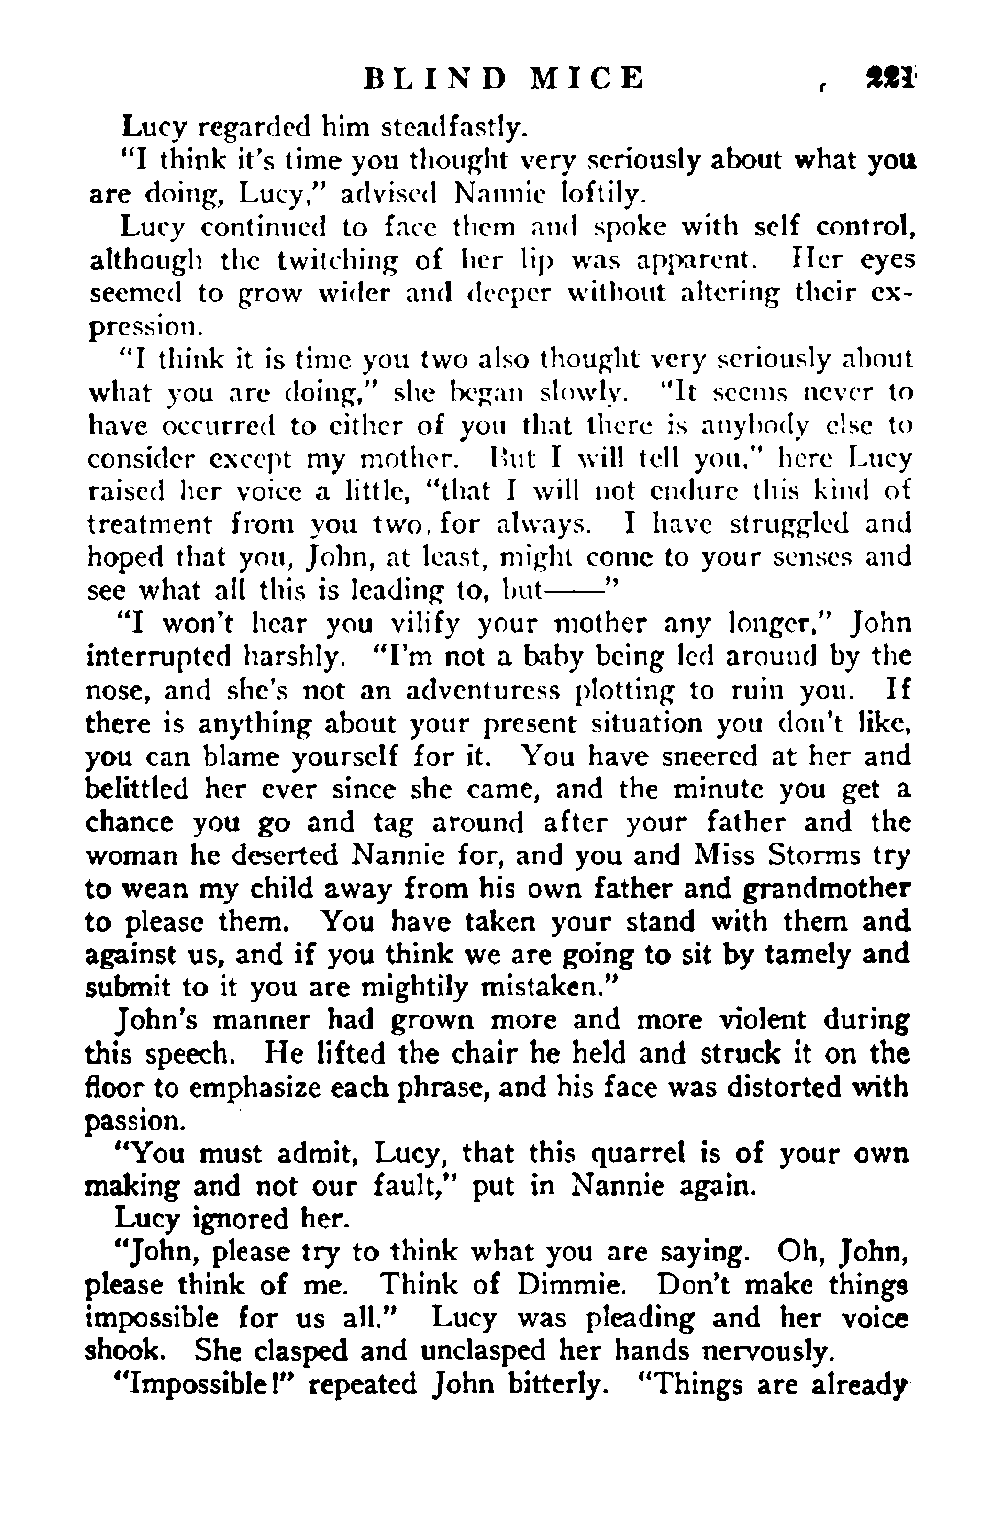 BLIND MICE 221
Lucy regarded him steadfastly.
"I think it's time you thought very seriously about what you
are doing, Lucy," advised Nannie loftily.
Lucy continued to face them and spoke with self control,
although the twitching of her lip was apparent. Her eyes
seemed to grow wider and deeper without altering their ex-
pression.
"I think it is time you two also thought very seriously about
what you are doing," she began slowly. "It seems never to
have occurred to either of you that there is anybody else to
consider except my mother. But I will tell you," here Lucy
raised her voice a little, "that I will not endure this kind of
treatment from you two, for always. I have struggled and
hoped that you, John, at least, might come to your senses and
see what all this is leading to, but——"
"I won't hear you vilify your mother any longer," John
interrupted harshly. "I'm not a baby being led around by the
nose, and she's not an adventuress plotting to ruin you. If
there is anything about your present situation you don't like,
you can blame yourself for it. You have sneered at her and
belittled her ever since she came, and the minute you get a
chance you go and tag around after your father and the
woman he deserted Nannie for, and you and Miss Storms try
to wean my child away from his own father and grandmother
to please them. You have taken your stand with them and
against us, and if you think we are going to sit by tamely and
submit to it you are mightily mistaken."
John's manner had grown more and more violent during
this speech. He lifted the chair he held and struck it on the
floor to emphasize each phrase, and his face was distorted with
passion.
"You must admit, Lucy, that this quarrel is of your own
making and not our fault," put in Nannie again.
Lucy ignored her.
"John, please try to think what you are saying. Oh, John,
please think of me. Think of Dimmie. Don't make things
impossible for us all." Lucy was pleading and her voice
shook. She clasped and unclasped her hands nervously.
"Impossible!" repeated John bitterly. "Things are already